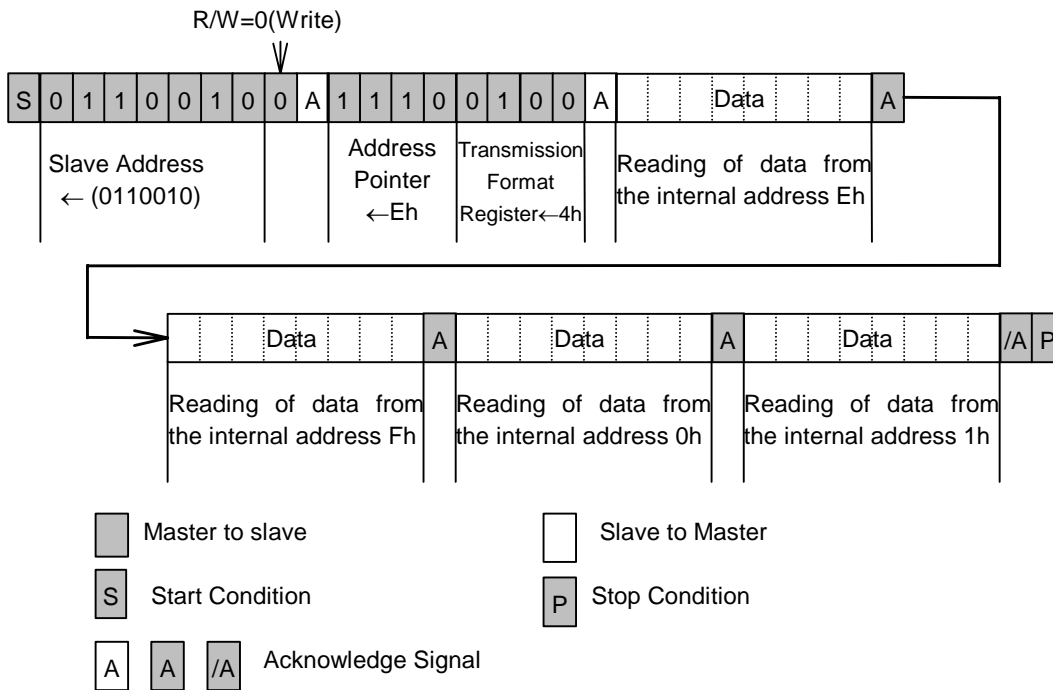 R/W=0(Write)
S 0 1 1 0 0 1 0 0 A 1 1 1 0 0 1 0 0 A Data A
Slave Address
← (0110010)
Address
Pointer
←Eh
Transmission
Format
Register←4h
Reading of data from
the internal address Eh
Data A Data A Data /A P
Reading of data from
the internal address Fh
Reading of data from
the internal address 0h
Reading of data from
the internal address 1h
Master to slave
Slave to Master
S Start Condition
P Stop Condition
A A /A Acknowledge Signal